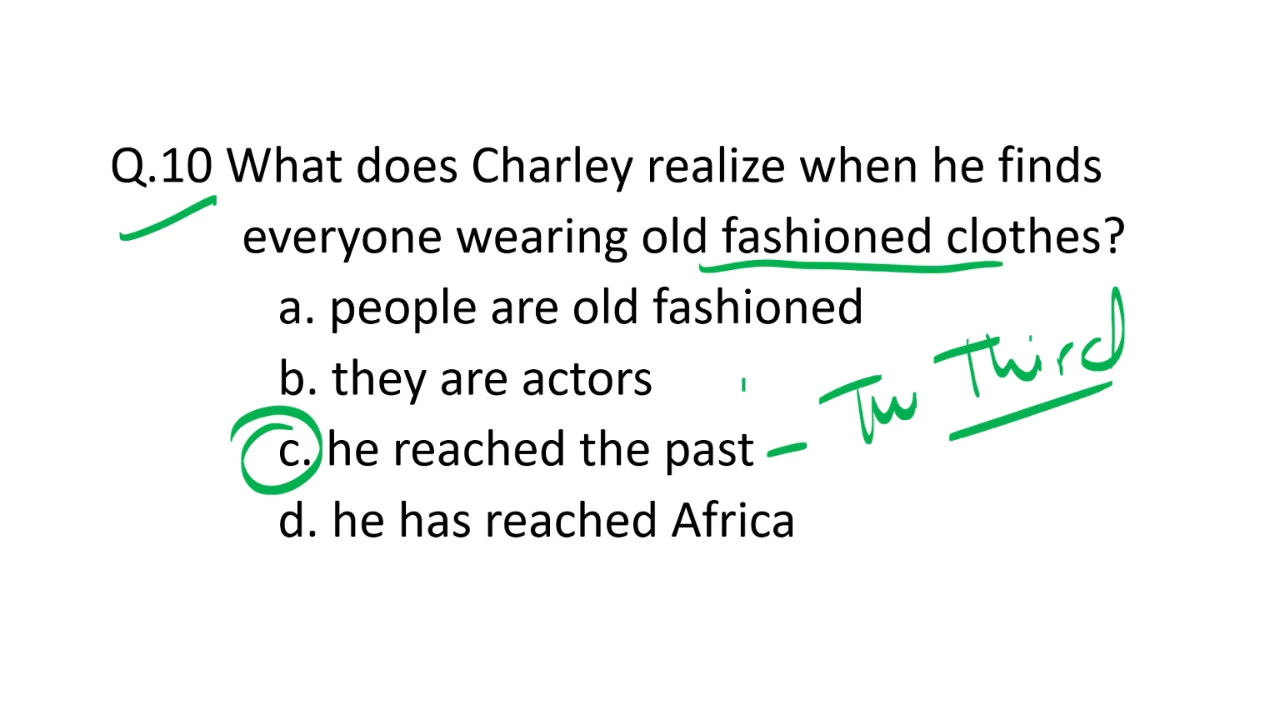 Q.10 What does Charley realize when he finds
everyone wearing old fashioned clothes?
a. people are old fashioned
b. they are actors
c. he reached the past – The Third
d. he has reached Africa